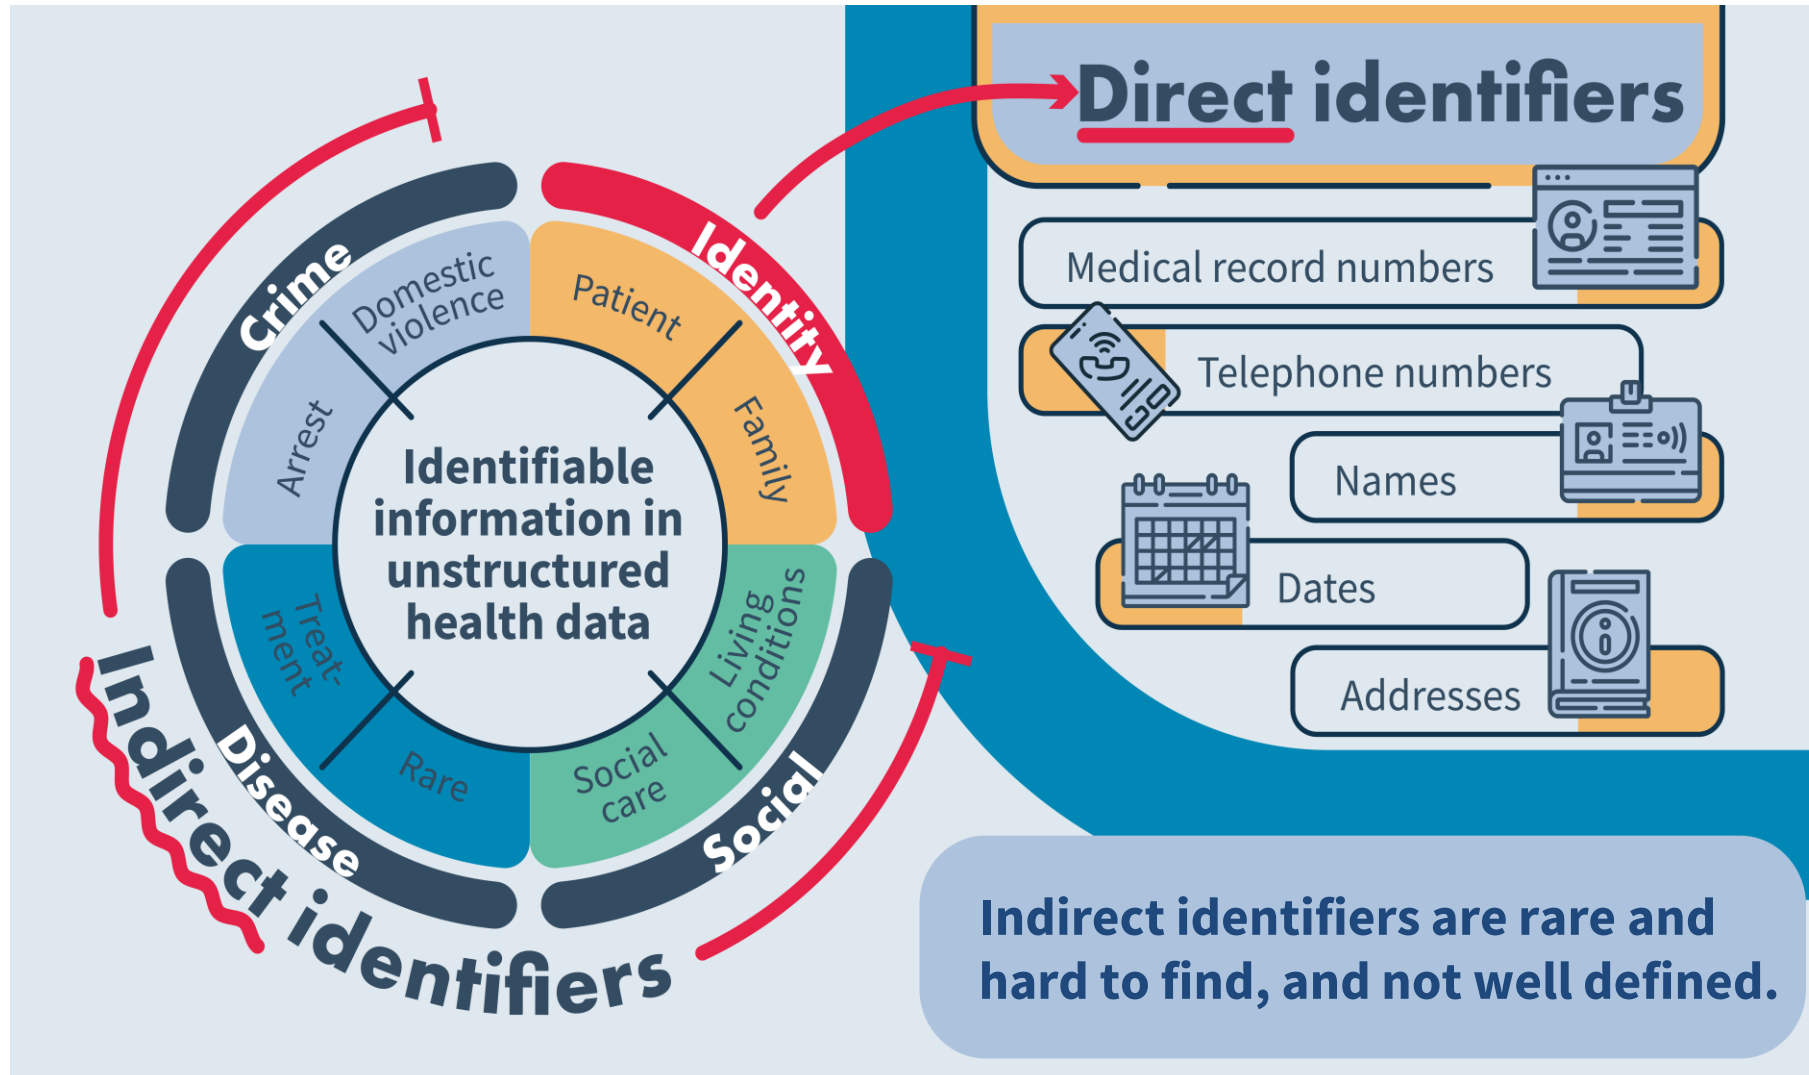 Direct identifiers
Medical record numbers
Telephone numbers
Names
Dates
Addresses
Crime
Identity
Social
Disease
Domestic
violence
Patient
Family
Living
conditions
Social
care
Rare
Treat-
ment
Arrest
Identifiable
information in
unstructured
health data
Indirect identifiers
Indirect identifiers are rare and
hard to find, and not well defined.